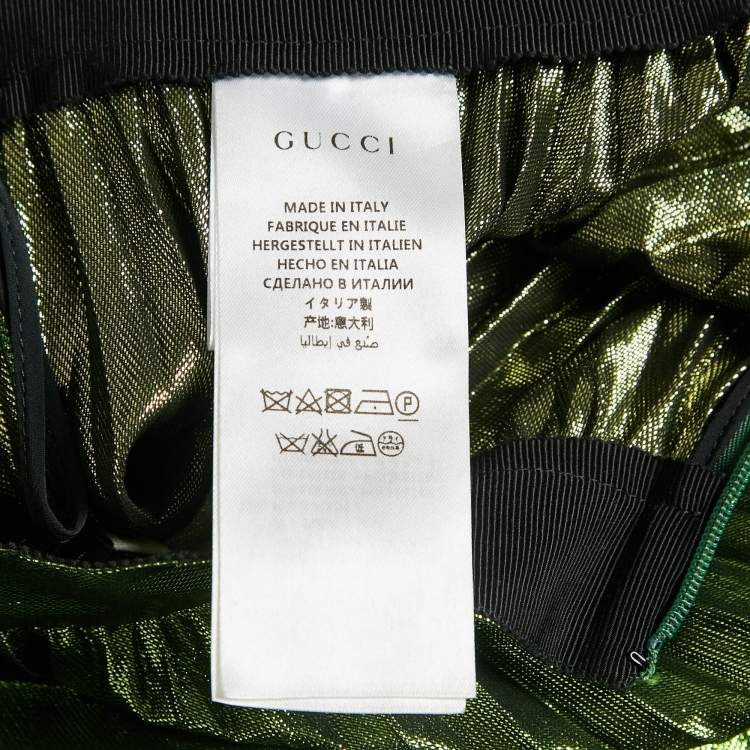 GUCCI
MADE IN ITALY
FABRIQUE EN ITALIE
HERGESTELLT IN ITALIEN
HECHO EN ITALIA
СДЕЛАНО В ИТАЛИИ
イタリア製
产地:意大利
صنع في إيطاليا
P
低